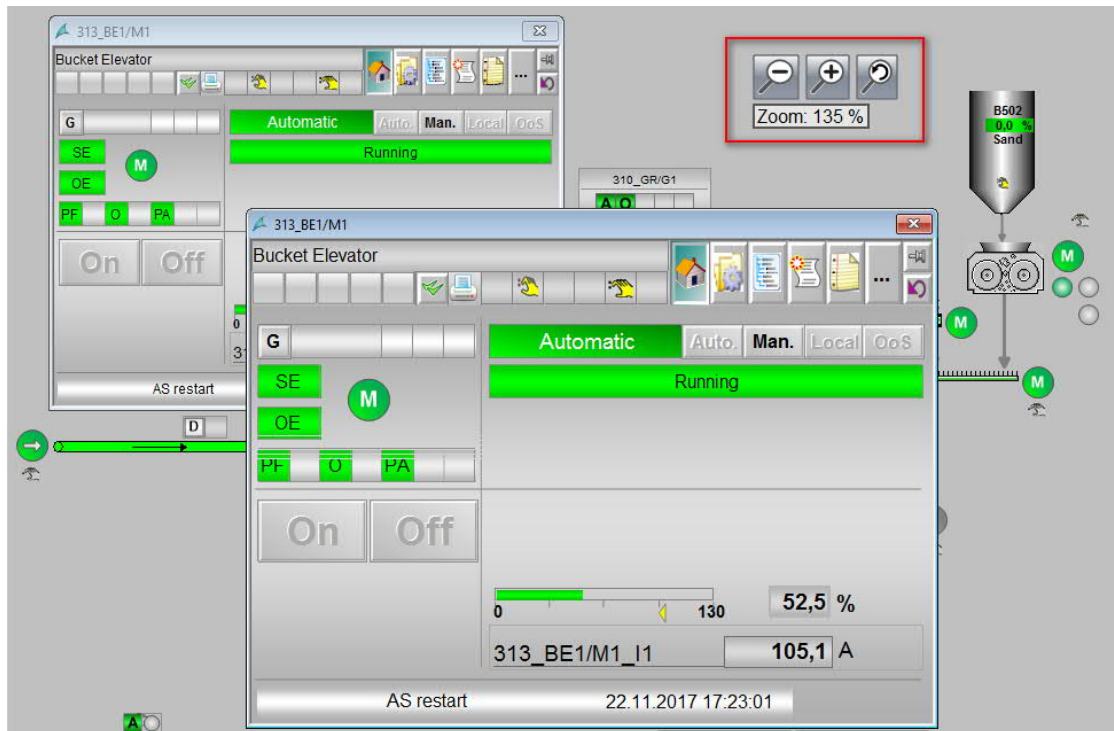 313_BE1/M1
Bucket Elevator
...
G
Automatic Auto. Man. Local OoS
SE
M
Running
OE
PF O PA
On Off
0
AS restart
Zoom: 135 %
B502
0,0 %
Sand
310_GR/G1
A O
M
M
M
D
A
313_BE1/M1
Bucket Elevator
...
G
Automatic Auto. Man. Local OoS
SE
M
Running
OE
PF O PA
On Off
0 130 52,5 %
313_BE1/M1_I1 105,1 A
AS restart 22.11.2017 17:23:01